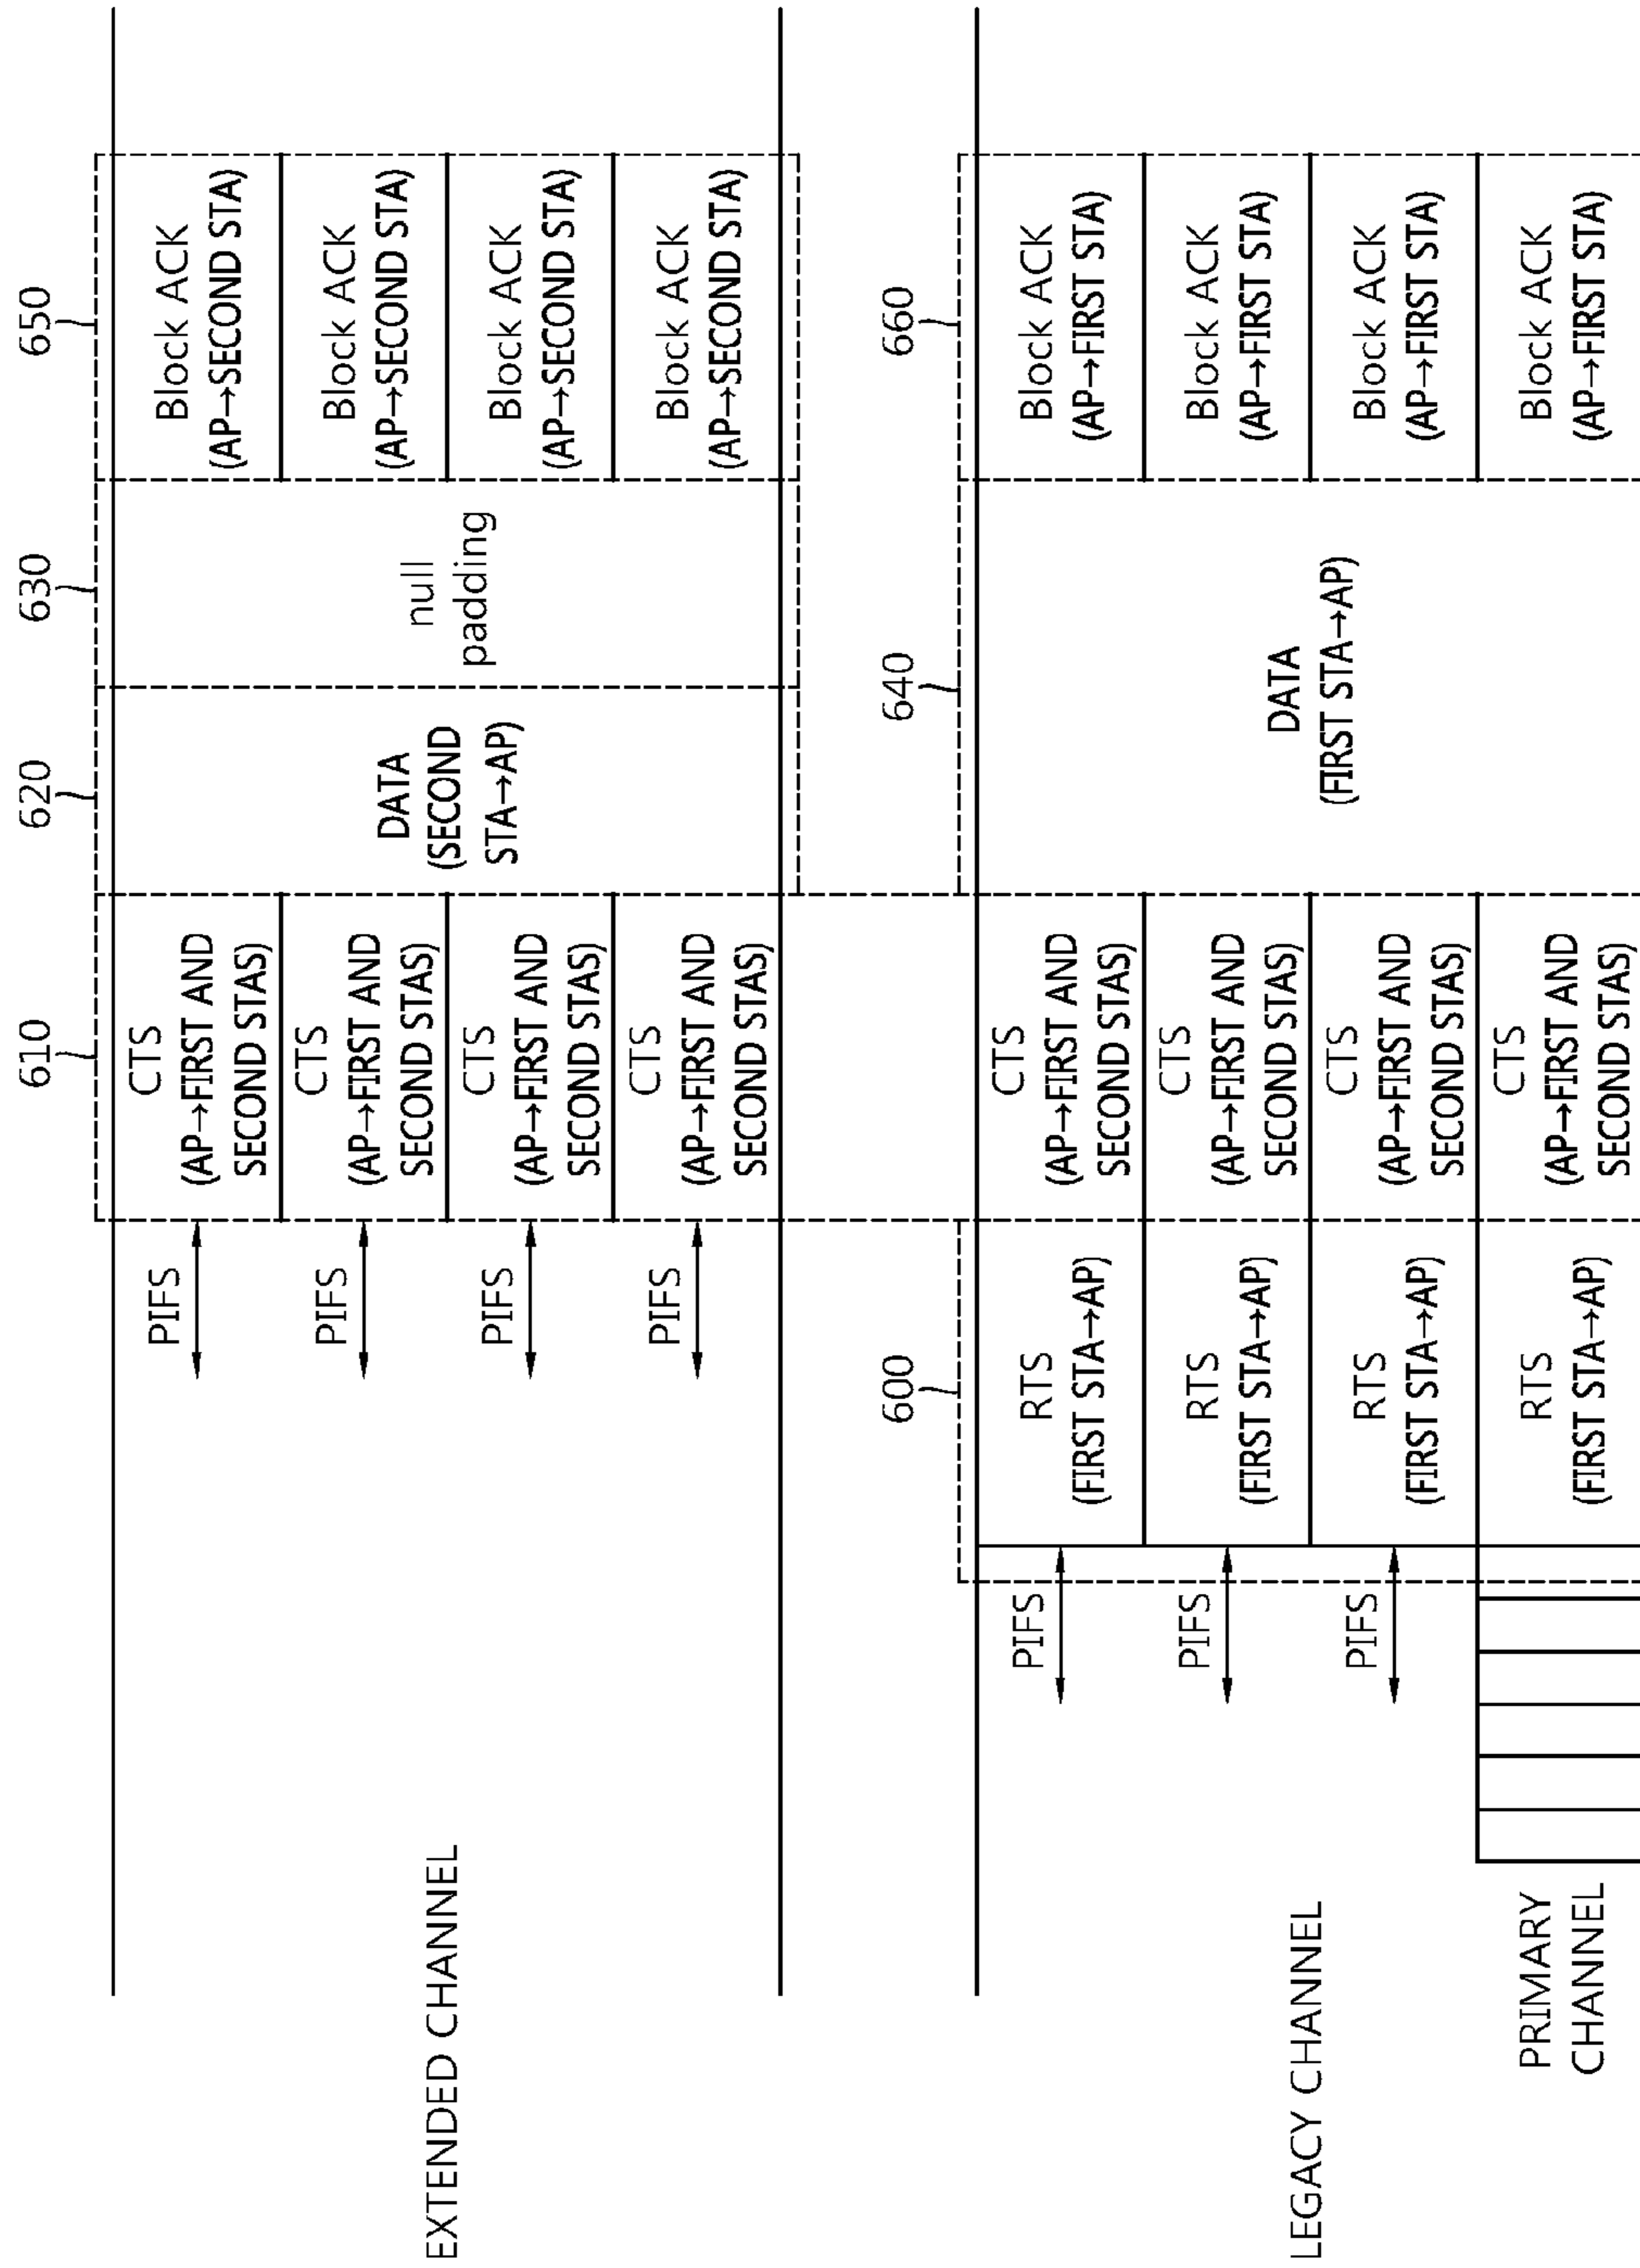 610
620
630
650
EXTENDED CHANNEL
PIFS
CTS
(AP→FIRST AND
SECOND STAS)
PIFS
CTS
(AP→FIRST AND
SECOND STAS)
PIFS
CTS
(AP→FIRST AND
SECOND STAS)
PIFS
CTS
(AP→FIRST AND
SECOND STAS)
DATA
(SECOND
STA→AP)
null
padding
Block ACK
(AP→SECOND STA)
Block ACK
(AP→SECOND STA)
Block ACK
(AP→SECOND STA)
Block ACK
(AP→SECOND STA)
600
640
660
LEGACY CHANNEL
PRIMARY
CHANNEL
PIFS
PIFS
PIFS
RTS
(FIRST STA→AP)
RTS
(FIRST STA→AP)
RTS
(FIRST STA→AP)
RTS
(FIRST STA→AP)
CTS
(AP→FIRST AND
SECOND STAS)
CTS
(AP→FIRST AND
SECOND STAS)
CTS
(AP→FIRST AND
SECOND STAS)
CTS
(AP→FIRST AND
SECOND STAS)
DATA
(FIRST STA→AP)
Block ACK
(AP→FIRST STA)
Block ACK
(AP→FIRST STA)
Block ACK
(AP→FIRST STA)
Block ACK
(AP→FIRST STA)